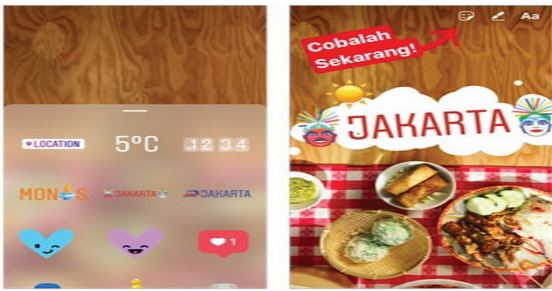 LOCATION
5°C
12 34
MONAS
JAKARTA
JAKARTA
1
Aa
Cobalah
Sekarang!
JAKARTA